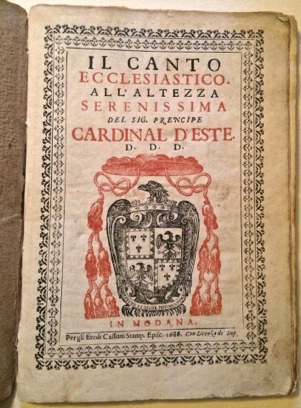 IL CANTO
ECCLESIASTICO.
ALL'ALTEZZA
SERENISSIMA
DEL SIG. PRENCIPE
CARDINAL D'ESTE.
D. D. D.
IN MODANA.
Per gli Eredi Cassiani Stamp. Episc. 1688. Con Licenza de' Sup.